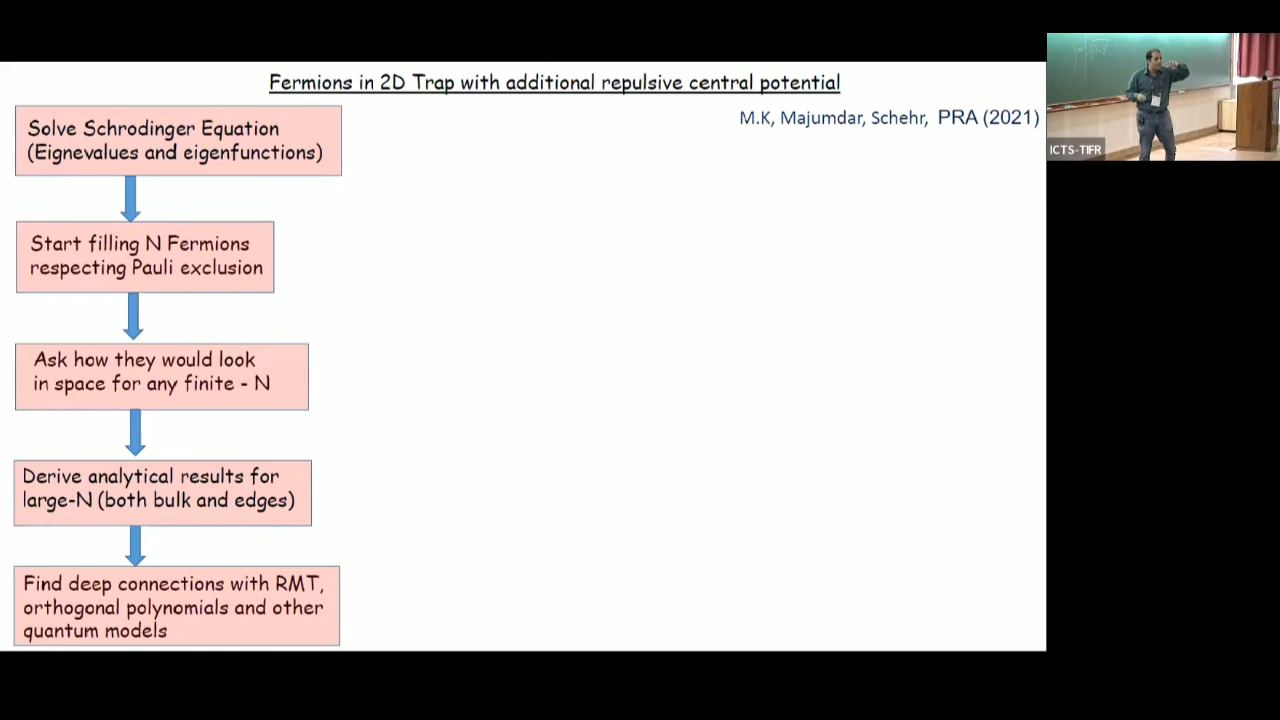 Fermions in 2D Trap with additional repulsive central potential
M.K, Majumdar, Schehr, PRA (2021)
Solve Schrodinger Equation
(Eignevalues and eigenfunctions)
Start filling N Fermions
respecting Pauli exclusion
Ask how they would look
in space for any finite - N
Derive analytical results for
large-N (both bulk and edges)
Find deep connections with RMT,
orthogonal polynomials and other
quantum models
ICTS-TIFR